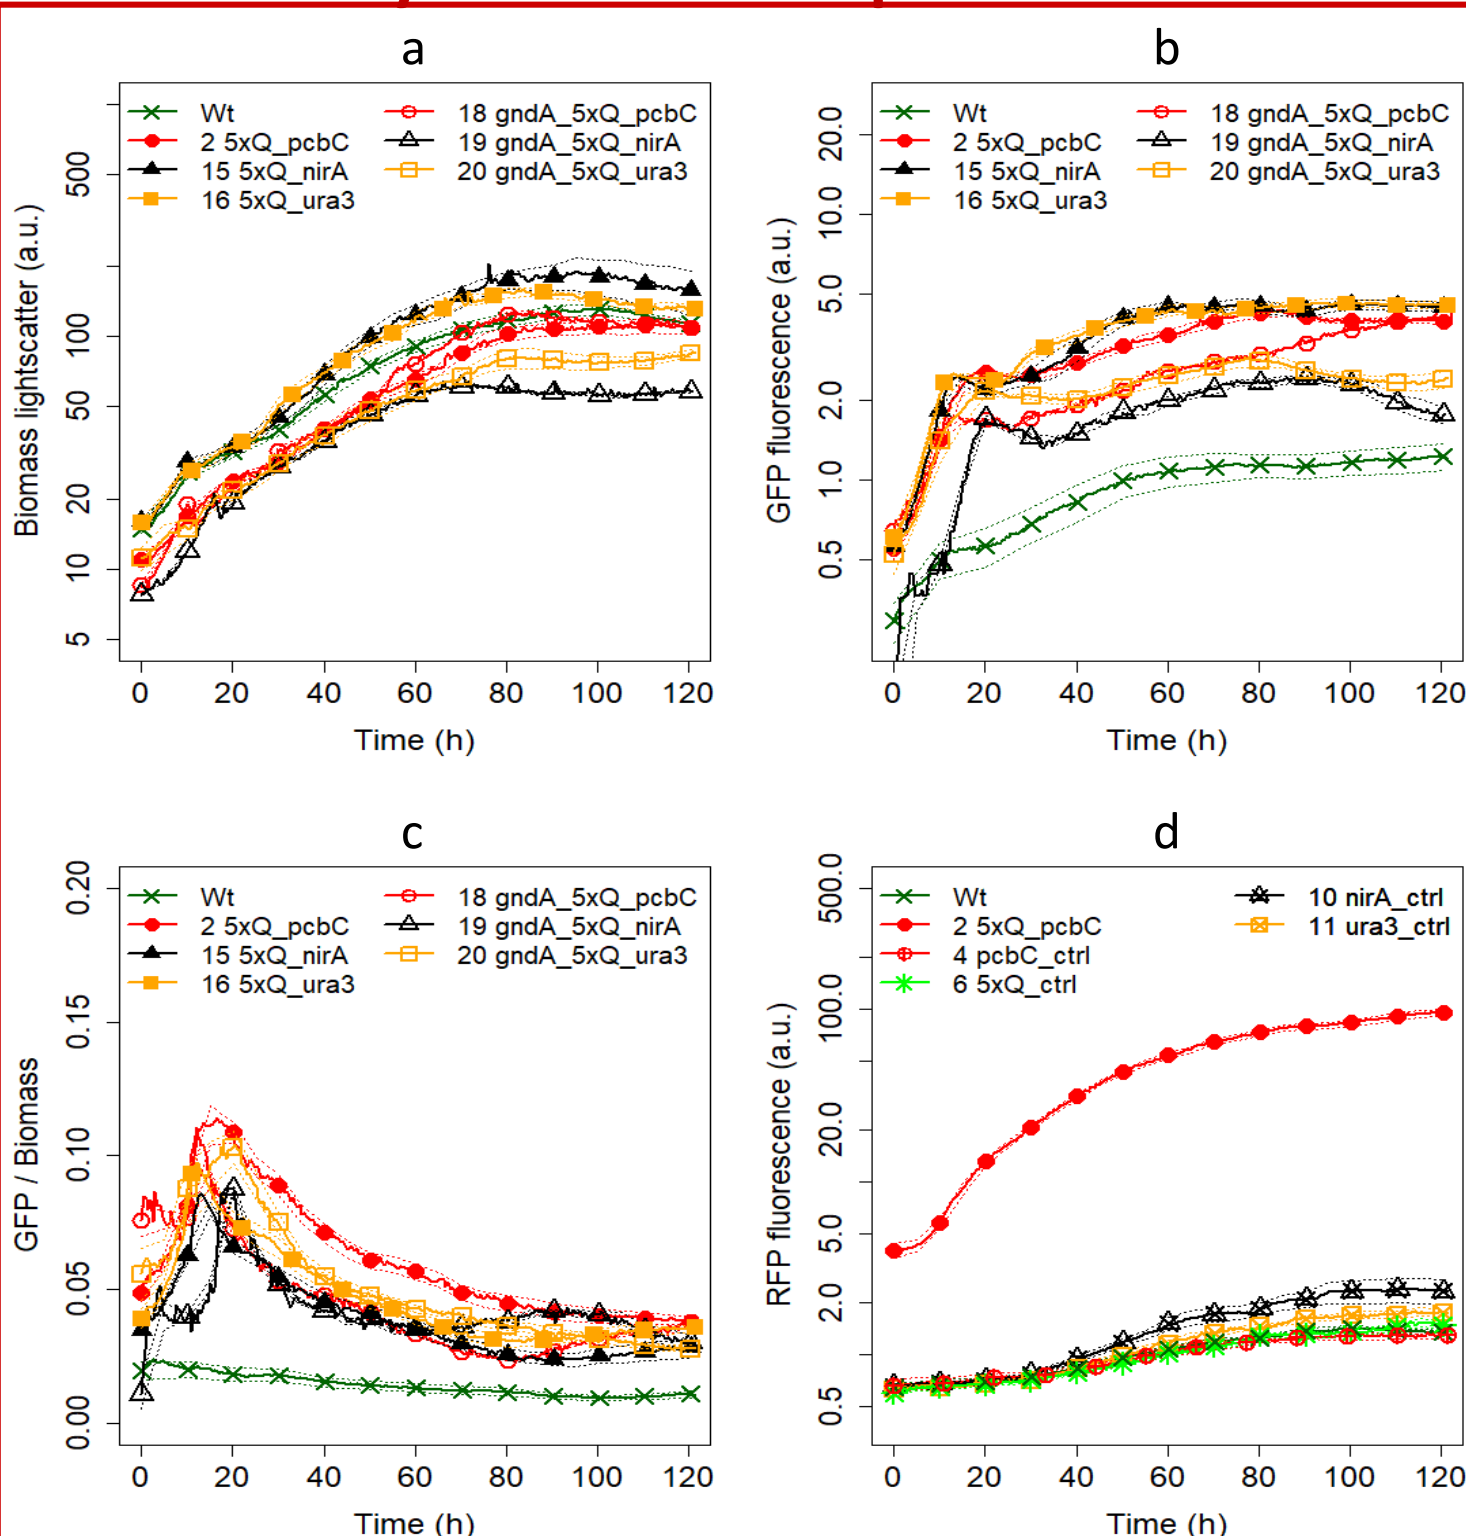 a
Wt
2 5xQ_pcbC
15 5xQ_nirA
16 5xQ_ura3
18 gndA_5xQ_pcbC
19 gndA_5xQ_nirA
20 gndA_5xQ_ura3
Biomass lightscatter (a.u.)
500
100
50
20
10
5
0 20 40 60 80 100 120
Time (h)
b
Wt
2 5xQ_pcbC
15 5xQ_nirA
16 5xQ_ura3
18 gndA_5xQ_pcbC
19 gndA_5xQ_nirA
20 gndA_5xQ_ura3
GFP fluorescence (a.u.)
20.0
10.0
5.0
2.0
1.0
0.5
0 20 40 60 80 100 120
Time (h)
c
Wt
2 5xQ_pcbC
15 5xQ_nirA
16 5xQ_ura3
18 gndA_5xQ_pcbC
19 gndA_5xQ_nirA
20 gndA_5xQ_ura3
GFP / Biomass
0.20
0.15
0.10
0.05
0.00
0 20 40 60 80 100 120
Time (h)
d
Wt
2 5xQ_pcbC
4 pcbC_ctrl
6 5xQ_ctrl
10 nirA_ctrl
11 ura3_ctrl
RFP fluorescence (a.u.)
500.0
100.0
20.0
5.0
2.0
0.5
0 20 40 60 80 100 120
Time (h)